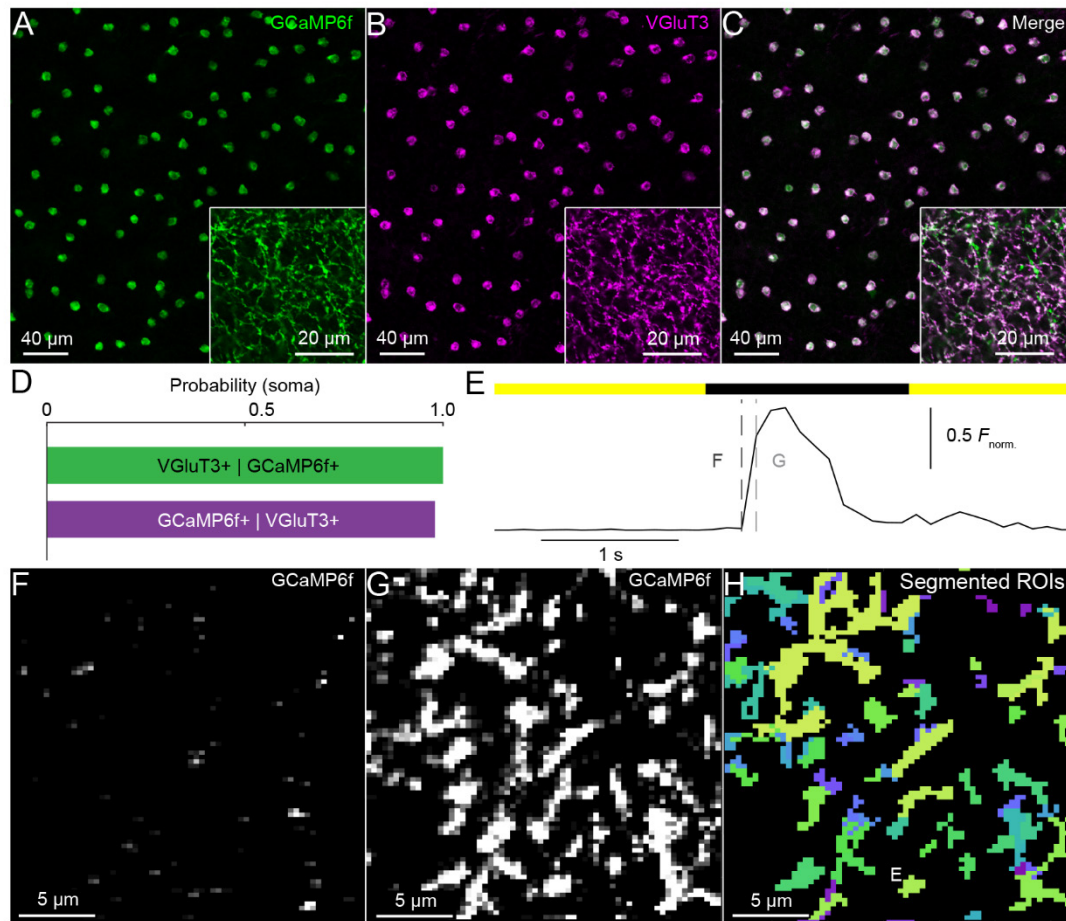 A
GCaMP6f
B
VGluT3
C
Merge
40 µm
20 µm
40 µm
20 µm
40 µm
20 µm
D
Probability (soma)
0
0.5
1.0
VGluT3+ | GCaMP6f+
GCaMP6f+ | VGluT3+
E
0.5 Fnorm.
F
G
1 s
F
GCaMP6f
G
GCaMP6f
H
Segmented ROIs
E
5 µm
5 µm
5 µm